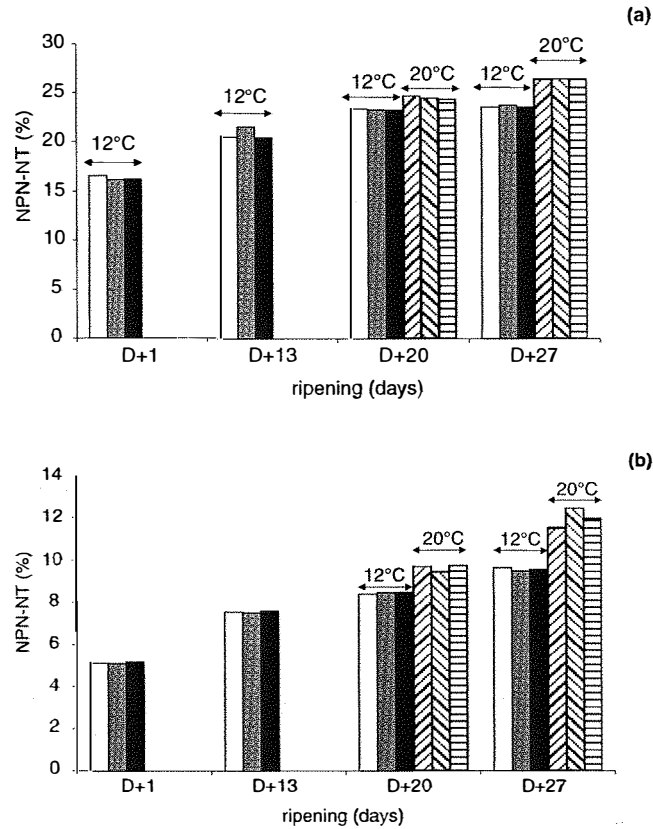 (a)
30
25
20
15
10
5
0
NPN-NT (%)
12°C
12°C
12°C
20°C
12°C
20°C
D+1
D+13
D+20
D+27
ripening (days)
(b)
14
12
10
8
6
4
2
0
NPN-NT (%)
12°C
20°C
12°C
20°C
D+1
D+13
D+20
D+27
ripening (days)